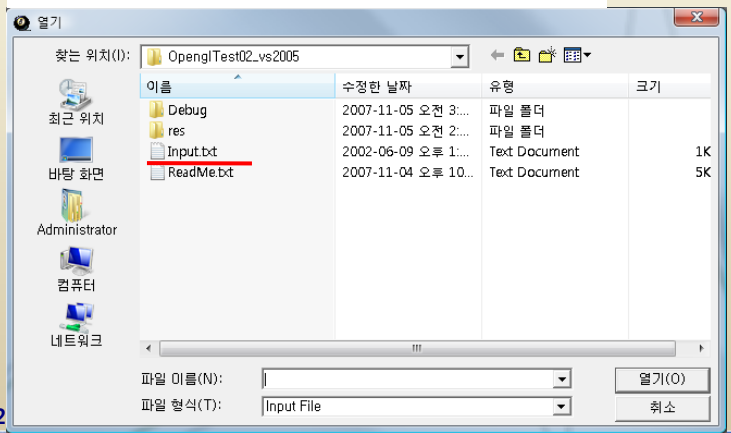 열기
찾는 위치(I): OpenglTest02_vs2005
이름 수정한 날짜 유형 크기
Debug 2007-11-05 오전 3:... 파일 폴더
res 2007-11-05 오전 2:... 파일 폴더
Input.txt 2002-06-09 오후 1:... Text Document 1K
ReadMe.txt 2007-11-04 오후 10... Text Document 5K
최근 위치
바탕 화면
Administrator
컴퓨터
네트워크
파일 이름(N): 열기(O)
파일 형식(T): Input File 취소
2